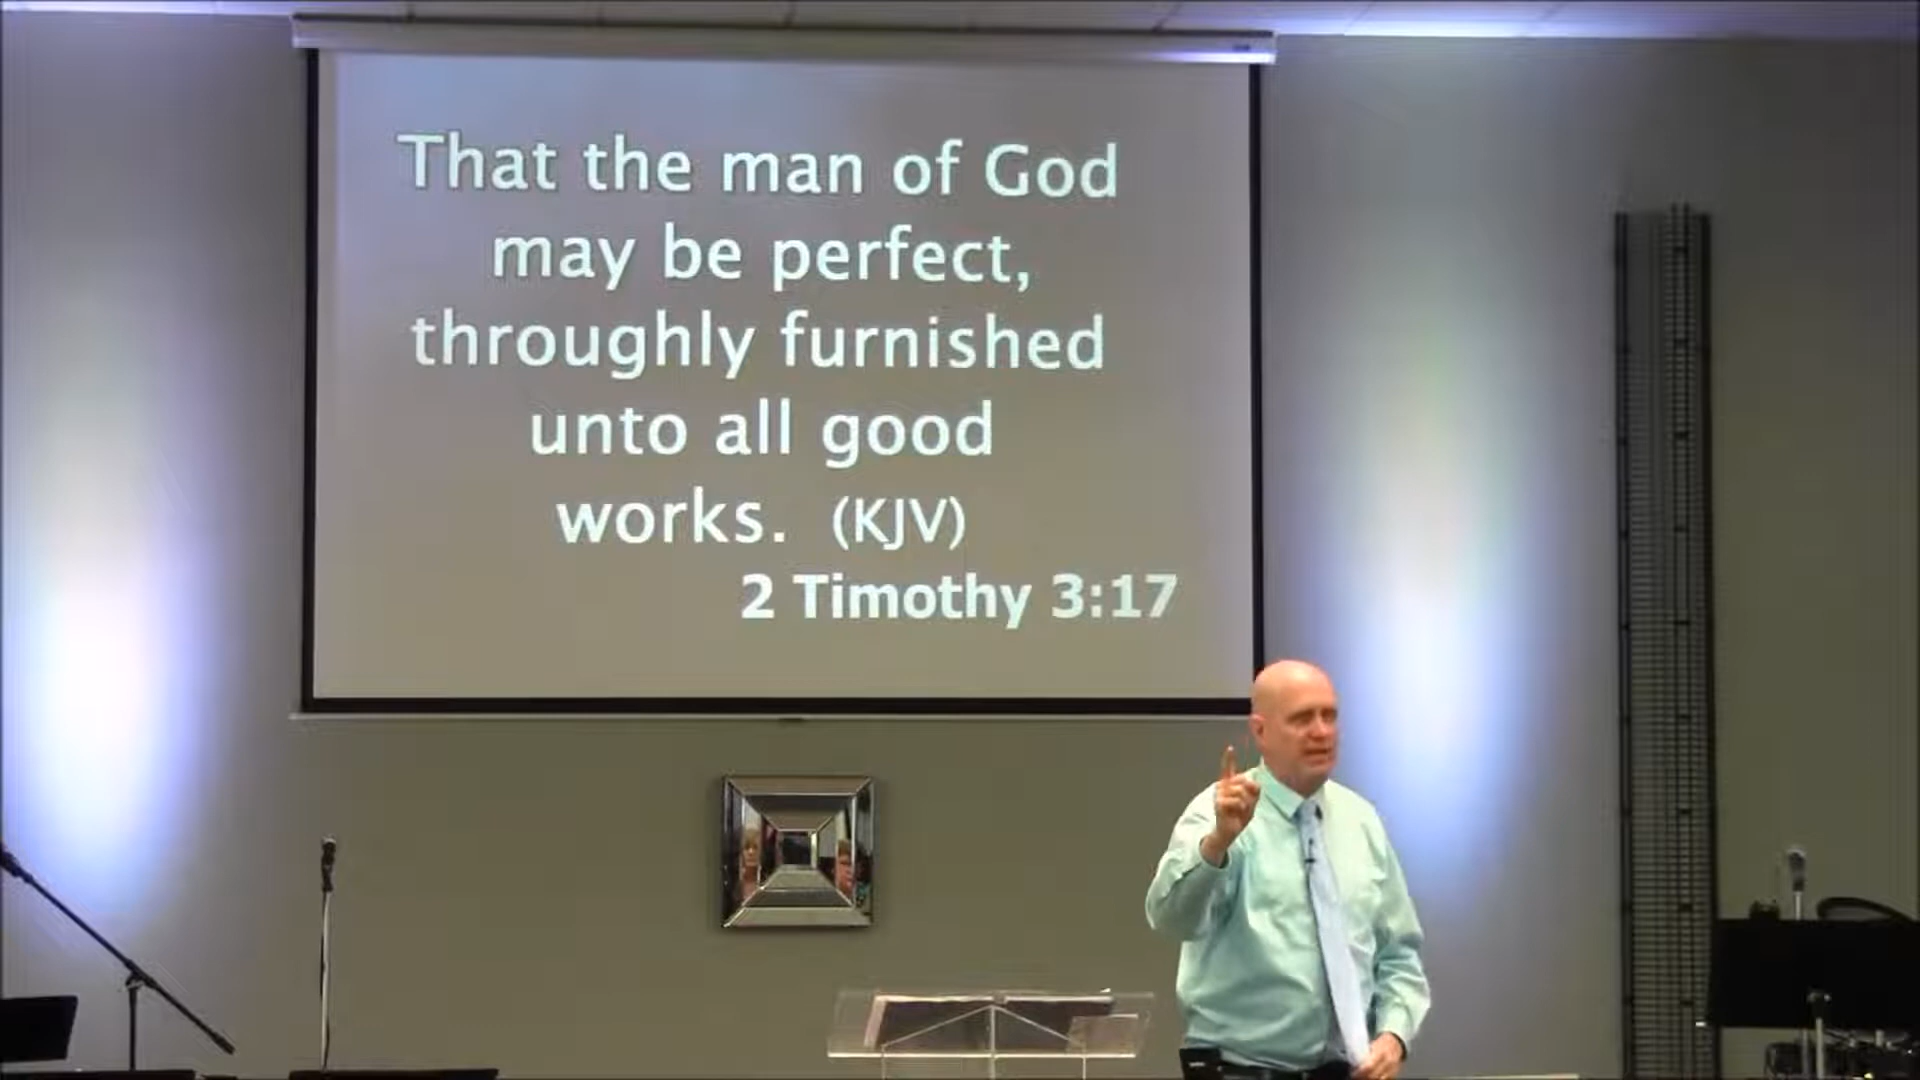 That the man of God
may be perfect,
throughly furnished
unto all good
works. (KJV)
2 Timothy 3:17